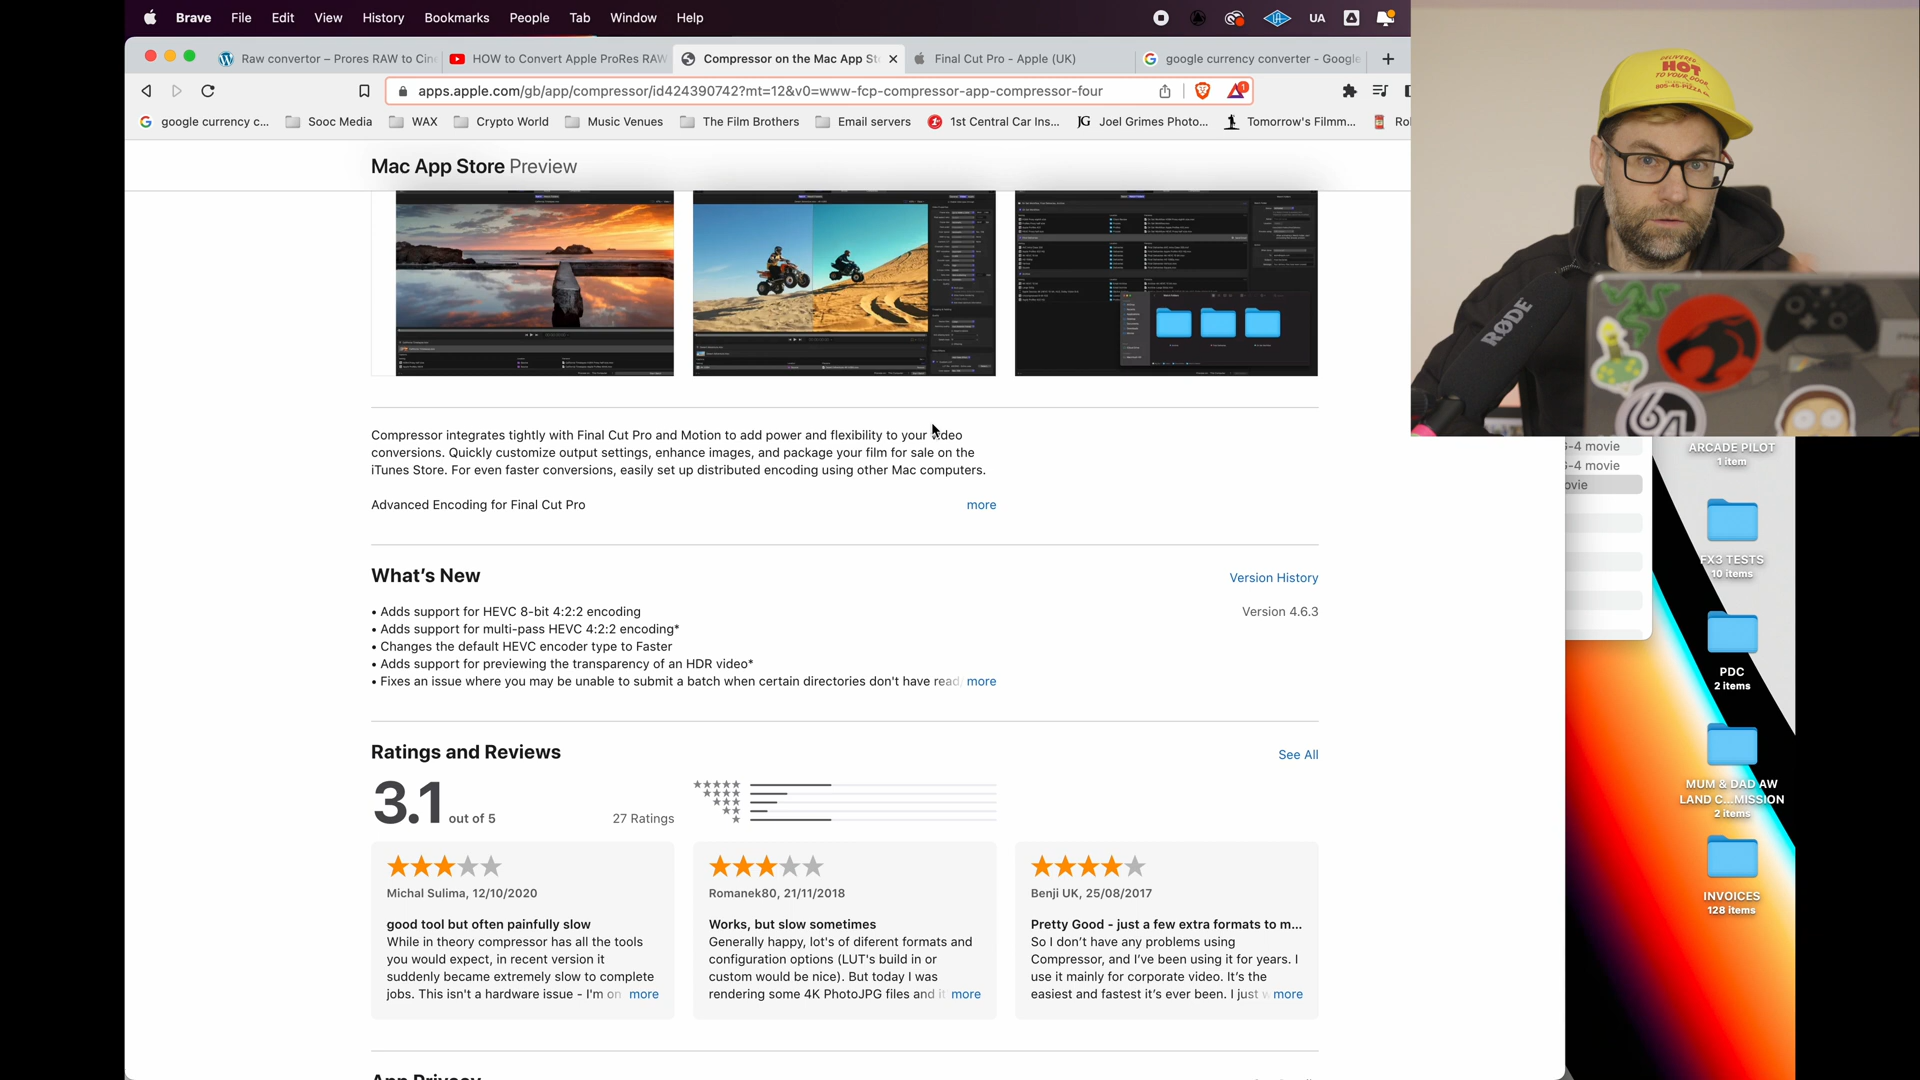 Brave File Edit View History Bookmarks People Tab Window Help
UA
Raw convertor – Prores RAW to Cin
HOW to Convert Apple ProRes RAW
Compressor on the Mac App St
Final Cut Pro - Apple (UK)
google currency converter - Google
apps.apple.com/gb/app/compressor/id424390742?mt=12&v0=www-fcp-compressor-app-compressor-four
google currency c...
Sooc Media
WAX
Crypto World
Music Venues
The Film Brothers
Email servers
1st Central Car Ins...
JG Joel Grimes Photo...
Tomorrow's Filmm...
Mac App Store Preview
Compressor integrates tightly with Final Cut Pro and Motion to add power and flexibility to your video
conversions. Quickly customize output settings, enhance images, and package your film for sale on the
iTunes Store. For even faster conversions, easily set up distributed encoding using other Mac computers.
Advanced Encoding for Final Cut Pro
more
What's New
Version History
• Adds support for HEVC 8-bit 4:2:2 encoding
Version 4.6.3
• Adds support for multi-pass HEVC 4:2:2 encoding*
• Changes the default HEVC encoder type to Faster
• Adds support for previewing the transparency of an HDR video*
• Fixes an issue where you may be unable to submit a batch when certain directories don't have read/ more
Ratings and Reviews
See All
3.1 out of 5
27 Ratings
Michal Sulima, 12/10/2020
good tool but often painfully slow
While in theory compressor has all the tools
you would expect, in recent version it
suddenly became extremely slow to complete
jobs. This isn't a hardware issue - I'm on more
Romanek80, 21/11/2018
Works, but slow sometimes
Generally happy, lot's of diferent formats and
configuration options (LUT's build in or
custom would be nice). But today I was
rendering some 4K PhotoJPG files and it more
Benji UK, 25/08/2017
Pretty Good - just a few extra formats to m...
So I don't have any problems using
Compressor, and I've been using it for years. I
use it mainly for corporate video. It's the
easiest and fastest it's ever been. I just w more
DELIVERED
HOT
TO YOUR DOOR
RØDE
-4 movie
-4 movie
ovie
ARCADE PILOT
1 item
FX3 TESTS
10 items
PDC
2 items
MUM & DAD AW
LAND C...MISSION
2 items
INVOICES
128 items